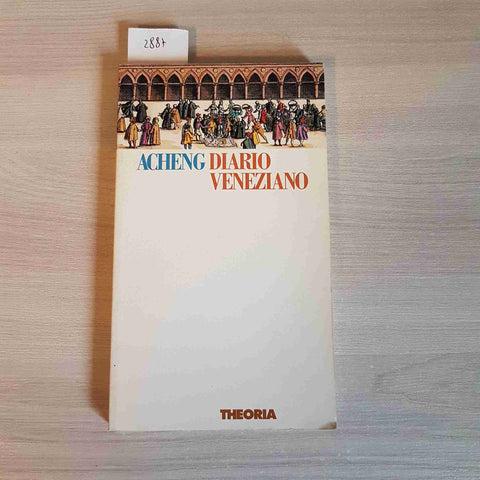 2887
ACHENG DIARIO
VENEZIANO
THEORIA